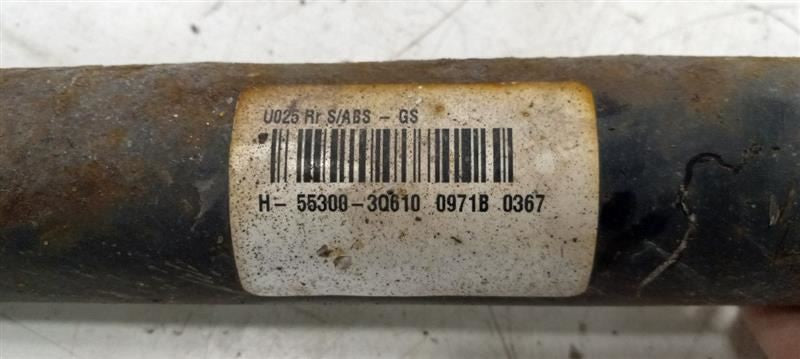 U025 Rr S/ABS - GS
H- 55300-3Q610 0971B 0367